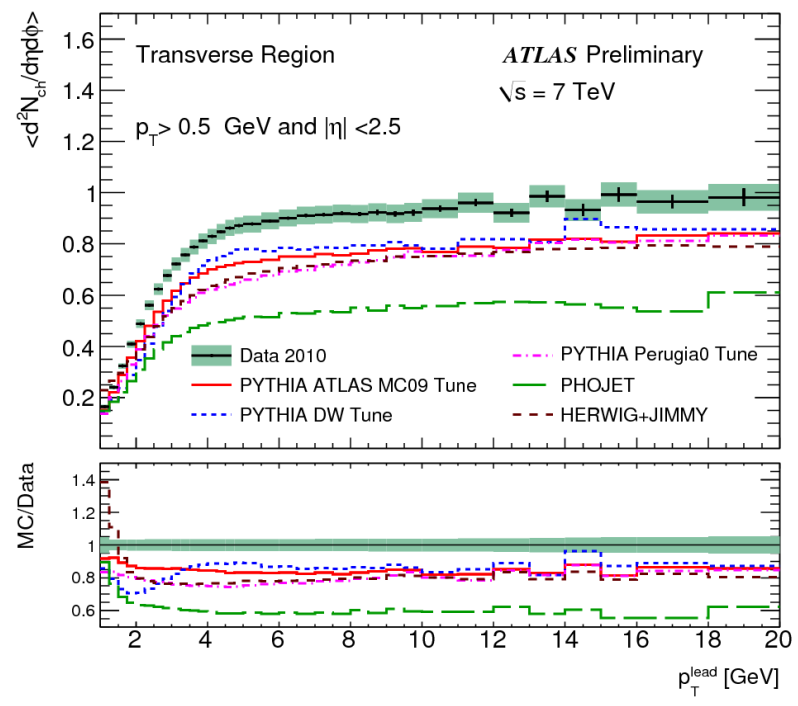 Transverse Region
ATLAS Preliminary
√s = 7 TeV
p_T> 0.5 GeV and |η| <2.5
<d²N_ch/dηdϕ>
1.6
1.4
1.2
1
0.8
0.6
0.4
0.2
Data 2010
PYTHIA ATLAS MC09 Tune
PYTHIA DW Tune
PYTHIA Perugia0 Tune
PHOJET
HERWIG+JIMMY
MC/Data
1.4
1.2
1
0.8
0.6
2 4 6 8 10 12 14 16 18 20
p_T^lead [GeV]